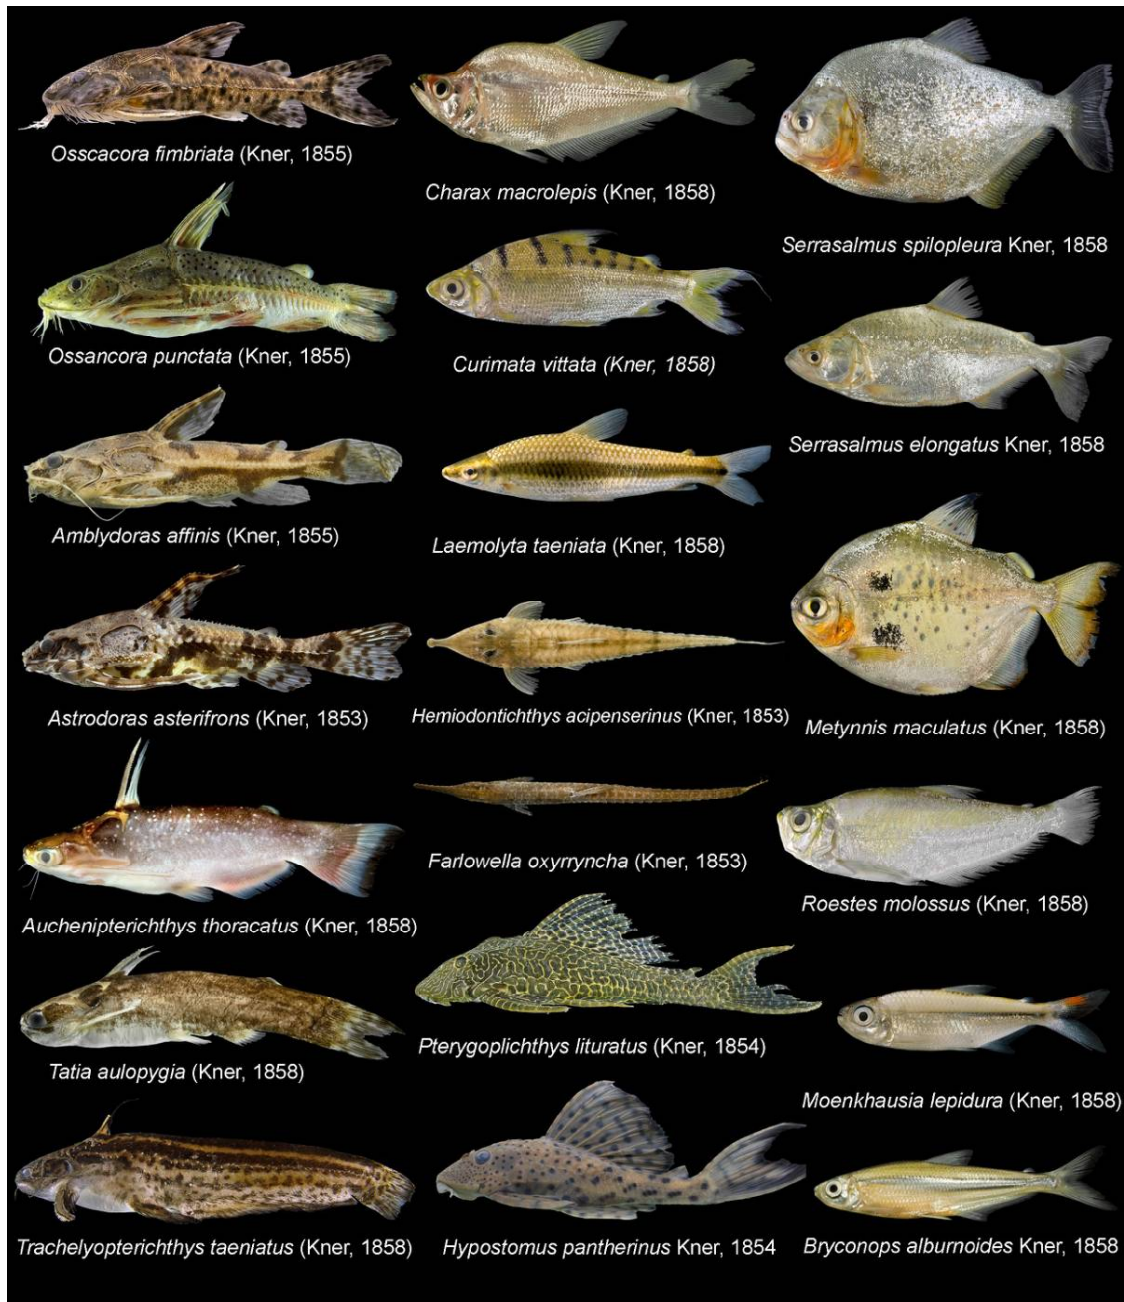 Osscacora fimbriata (Kner, 1855)
Ossancora punctata (Kner, 1855)
Amblydoras affinis (Kner, 1855)
Astrodoras asterifrons (Kner, 1853)
Auchenipterichthys thoracatus (Kner, 1858)
Tatia aulopygia (Kner, 1858)
Trachelyopterichthys taeniatus (Kner, 1858)
Charax macrolepis (Kner, 1858)
Curimata vittata (Kner, 1858)
Laemolyta taeniata (Kner, 1858)
Hemiodontichthys acipenserinus (Kner, 1853)
Farlowella oxyrryncha (Kner, 1853)
Pterygoplichthys lituratus (Kner, 1854)
Hypostomus pantherinus Kner, 1854
Serrasalmus spilopleura Kner, 1858
Serrasalmus elongatus Kner, 1858
Metynnis maculatus (Kner, 1858)
Roestes molossus (Kner, 1858)
Moenkhausia lepidura (Kner, 1858)
Bryconops alburnoides Kner, 1858